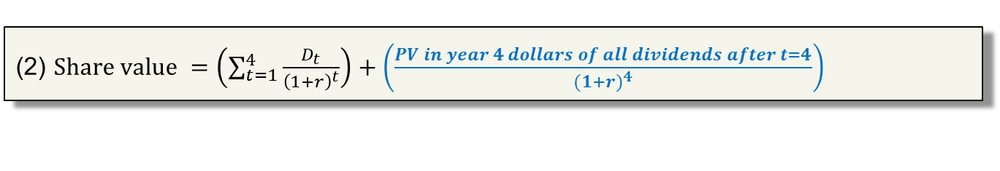 (2) Share value = (∑_{t=1}^{4} D_t/(1+r)^t) + (PV in year 4 dollars of all dividends after t=4/(1+r)^4)